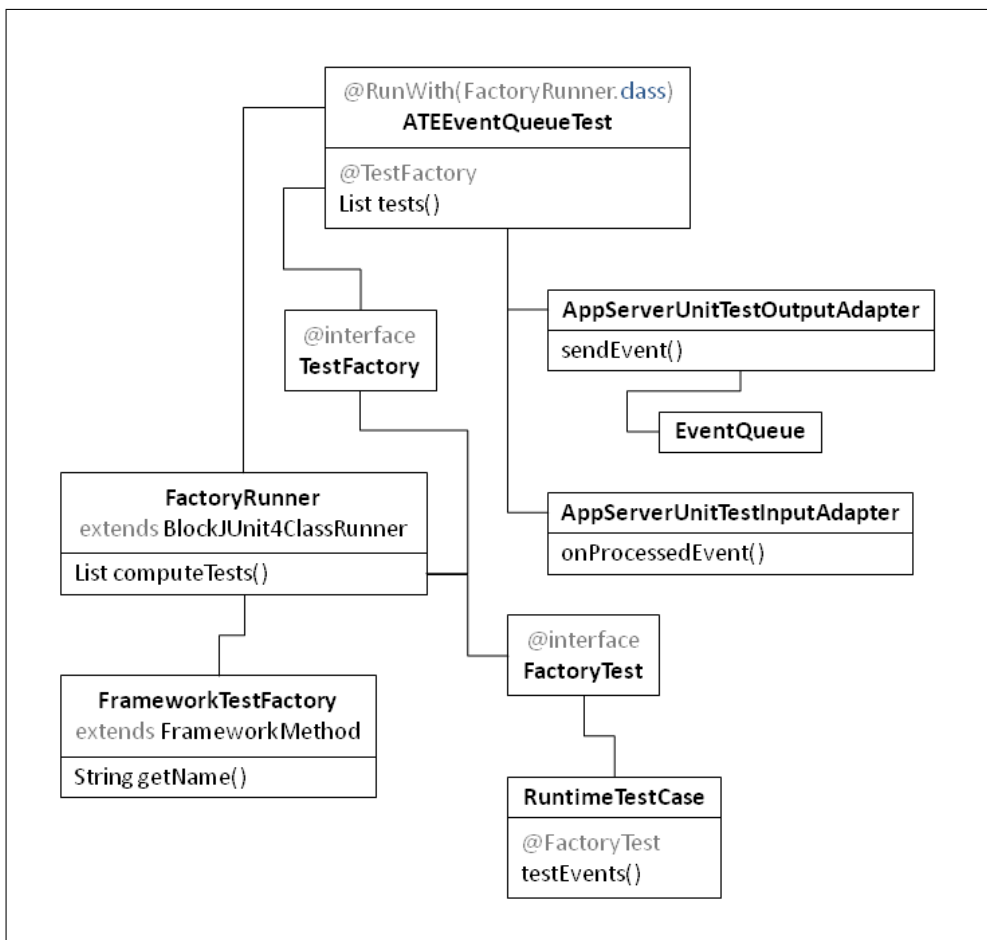 @RunWith(FactoryRunner.class)
ATEEventQueueTest
@TestFactory
List tests()
@interface
TestFactory
AppServerUnitTestOutputAdapter
sendEvent()
EventQueue
FactoryRunner
extends BlockJUnit4ClassRunner
List computeTests()
AppServerUnitTestInputAdapter
onProcessedEvent()
@interface
FactoryTest
FrameworkTestFactory
extends FrameworkMethod
String getName()
RuntimeTestCase
@FactoryTest
testEvents()